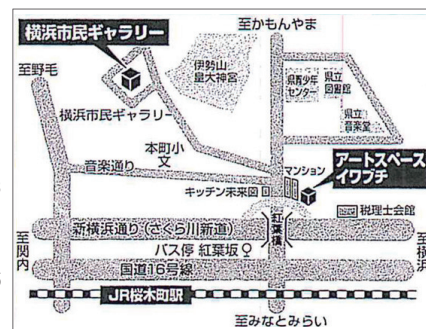 至かもんやま
横浜市民ギャラリー
至野毛
伊勢山
皇大神宮
県青少年
センター
県立
図書館
県立
音楽堂
横浜市民ギャラリー
本町小
文
音楽通り
マンション
アートスペース
イワブチ
キッチン未来図
税理士会館
紅葉橋
新横浜通り(さくら川新道)
バス停 紅葉坂
国道16号線
至関内
至横浜
JR桜木町駅
至みなとみらい